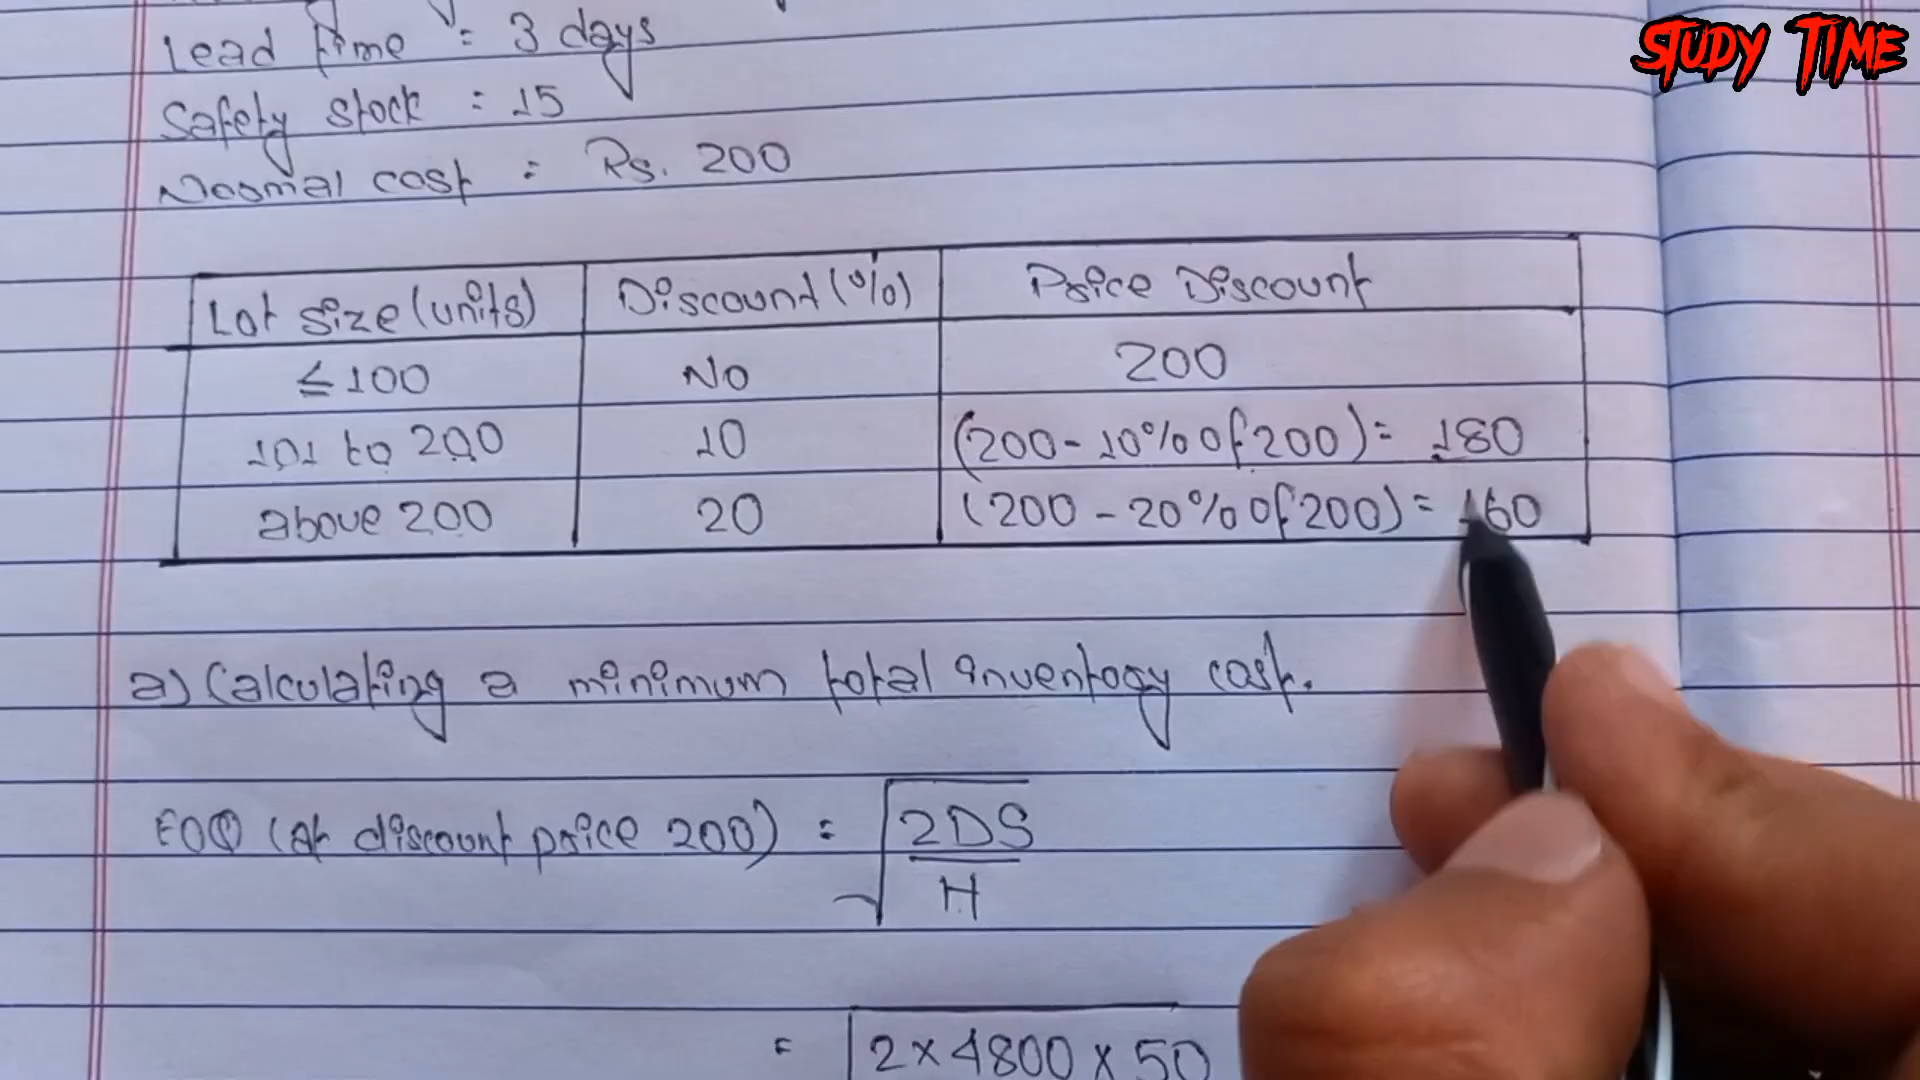 STUDY TIME
Lead time = 3 days
Safety stock = 15
Normal cost = Rs. 200
Lot size (units) Discount (%) Price Discount
≤ 100 No 200
101 to 200 10 (200 - 10% of 200) = 180
above 200 20 (200 - 20% of 200) = 160
a) Calculating a minimum total inventory cost.
EOQ (At discount price 200) = √2DS
H
= √2 × 4800 × 50